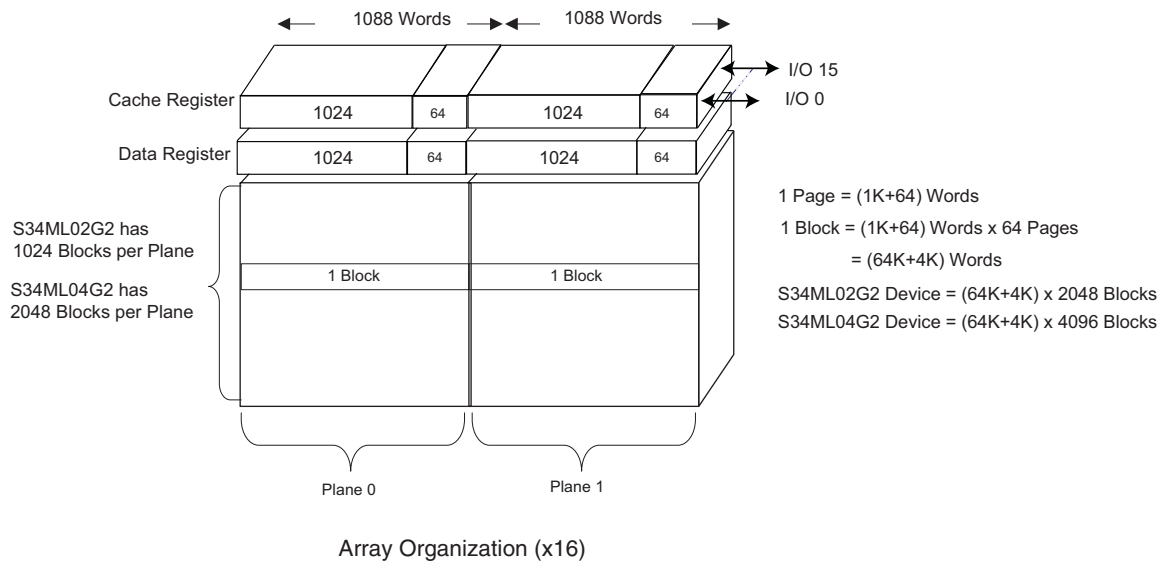 1088 Words 1088 Words
I/O 15
I/O 0
Cache Register 1024 64 1024 64
Data Register 1024 64 1024 64
S34ML02G2 has
1024 Blocks per Plane
S34ML04G2 has
2048 Blocks per Plane
1 Block 1 Block
1 Page = (1K+64) Words
1 Block = (1K+64) Words x 64 Pages
= (64K+4K) Words
S34ML02G2 Device = (64K+4K) x 2048 Blocks
S34ML04G2 Device = (64K+4K) x 4096 Blocks
Plane 0 Plane 1
Array Organization (x16)